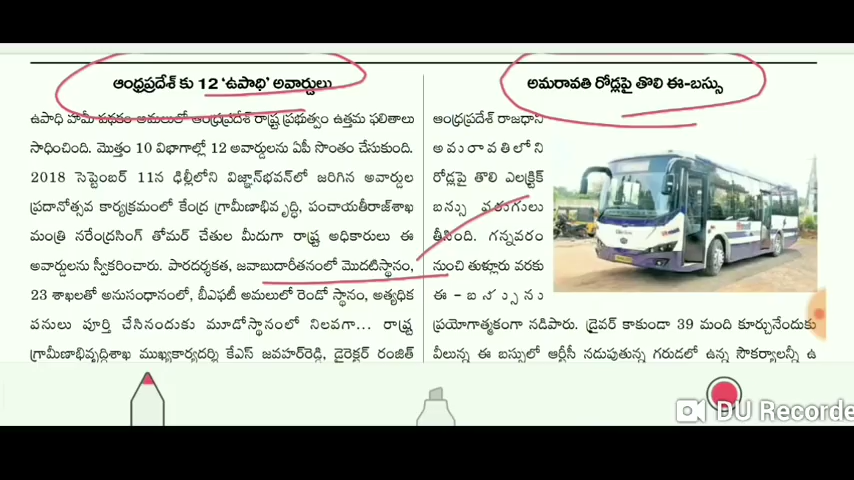 ఆంధ్రప్రదేశ్ కు 12 'ఉపాధి' అవార్డులు
ఉపాధి హామీ పథకం అమలులో ఆంధ్రప్రదేశ్ రాష్ట్ర ప్రభుత్వం ఉత్తమ ఫలితాలు
సాధించింది. మొత్తం 10 విభాగాల్లో 12 అవార్డులను ఏపీ సొంతం చేసుకుంది.
2018 సెప్టెంబర్ 11న ఢిల్లీలోని విజ్ఞాన్‌భవన్‌లో జరిగిన అవార్డుల
ప్రదానోత్సవ కార్యక్రమంలో కేంద్ర గ్రామీణాభివృద్ధి, పంచాయతీరాజ్‌శాఖ
మంత్రి నరేంద్రసింగ్ తోమర్ చేతుల మీదుగా రాష్ట్ర అధికారులు ఈ
అవార్డులను స్వీకరించారు. పారదర్శకత, జవాబుదారీతనంలో మొదటిస్థానం,
23 శాఖలతో అనుసంధానంలో, బీఎఫ్‌టీ అమలులో రెండో స్థానం, అత్యధిక
పనులు పూర్తి చేసినందుకు మూడోస్థానంలో నిలవగా... రాష్ట్ర
గ్రామీణాభివృద్ధిశాఖ ముఖ్యకార్యదర్శి కేఎస్ జవహర్‌రెడ్డి, డైరెక్టర్ రంజిత్
అమరావతి రోడ్లపై తొలి ఈ-బస్సు
ఆంధ్రప్రదేశ్ రాజధాని
అమరావతిలోని
రోడ్లపై తొలి ఎలక్ట్రిక్
బస్సు పరుగులు
తీసింది. గన్నవరం
నుంచి తుళ్లూరు వరకు
ఈ-బస్సును
ప్రయోగాత్మకంగా నడిపారు. డ్రైవర్ కాకుండా 39 మంది కూర్చునేందుకు
వీలున్న ఈ బస్సులో ఆర్టీసీ నడుపుతున్న గరుడలో ఉన్న సౌకర్యాలన్నీ ఉ
DU Recorde